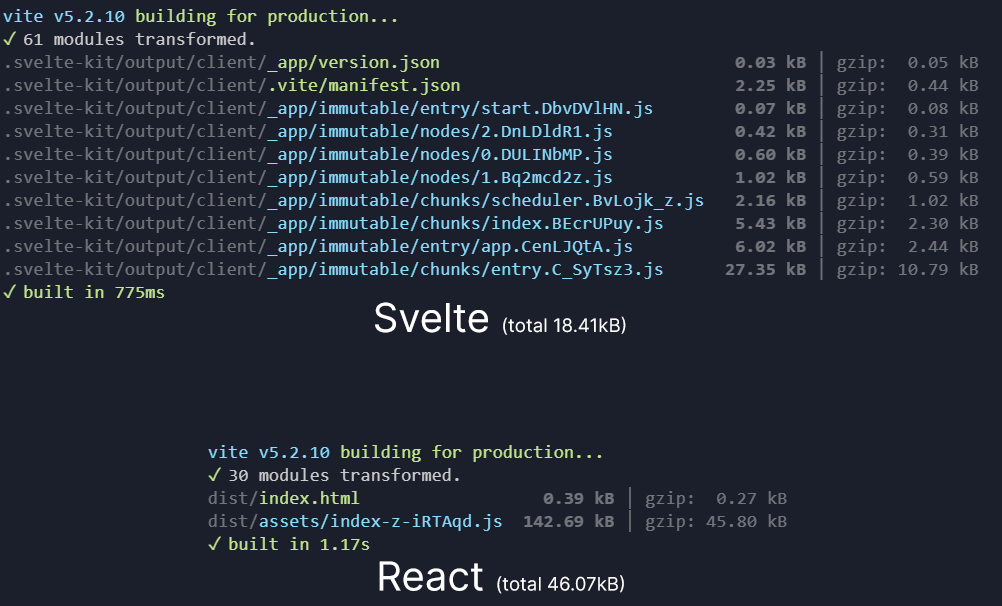 vite v5.2.10 building for production...
✓ 61 modules transformed.
.svelte-kit/output/client/_app/version.json 0.03 kB │ gzip: 0.05 kB
.svelte-kit/output/client/.vite/manifest.json 2.25 kB │ gzip: 0.44 kB
.svelte-kit/output/client/_app/immutable/entry/start.DbvDVlHN.js 0.07 kB │ gzip: 0.08 kB
.svelte-kit/output/client/_app/immutable/nodes/2.DnLDldR1.js 0.42 kB │ gzip: 0.31 kB
.svelte-kit/output/client/_app/immutable/nodes/0.DULINbMP.js 0.60 kB │ gzip: 0.39 kB
.svelte-kit/output/client/_app/immutable/nodes/1.Bq2mcd2z.js 1.02 kB │ gzip: 0.59 kB
.svelte-kit/output/client/_app/immutable/chunks/scheduler.BvLojk_z.js 2.16 kB │ gzip: 1.02 kB
.svelte-kit/output/client/_app/immutable/chunks/index.BEcrUPuy.js 5.43 kB │ gzip: 2.30 kB
.svelte-kit/output/client/_app/immutable/entry/app.CenLJQtA.js 6.02 kB │ gzip: 2.44 kB
.svelte-kit/output/client/_app/immutable/chunks/entry.C_SyTsz3.js 27.35 kB │ gzip: 10.79 kB
✓ built in 775ms
Svelte (total 18.41kB)
vite v5.2.10 building for production...
✓ 30 modules transformed.
dist/index.html 0.39 kB │ gzip: 0.27 kB
dist/assets/index-z-iRTAqd.js 142.69 kB │ gzip: 45.80 kB
✓ built in 1.17s
React (total 46.07kB)